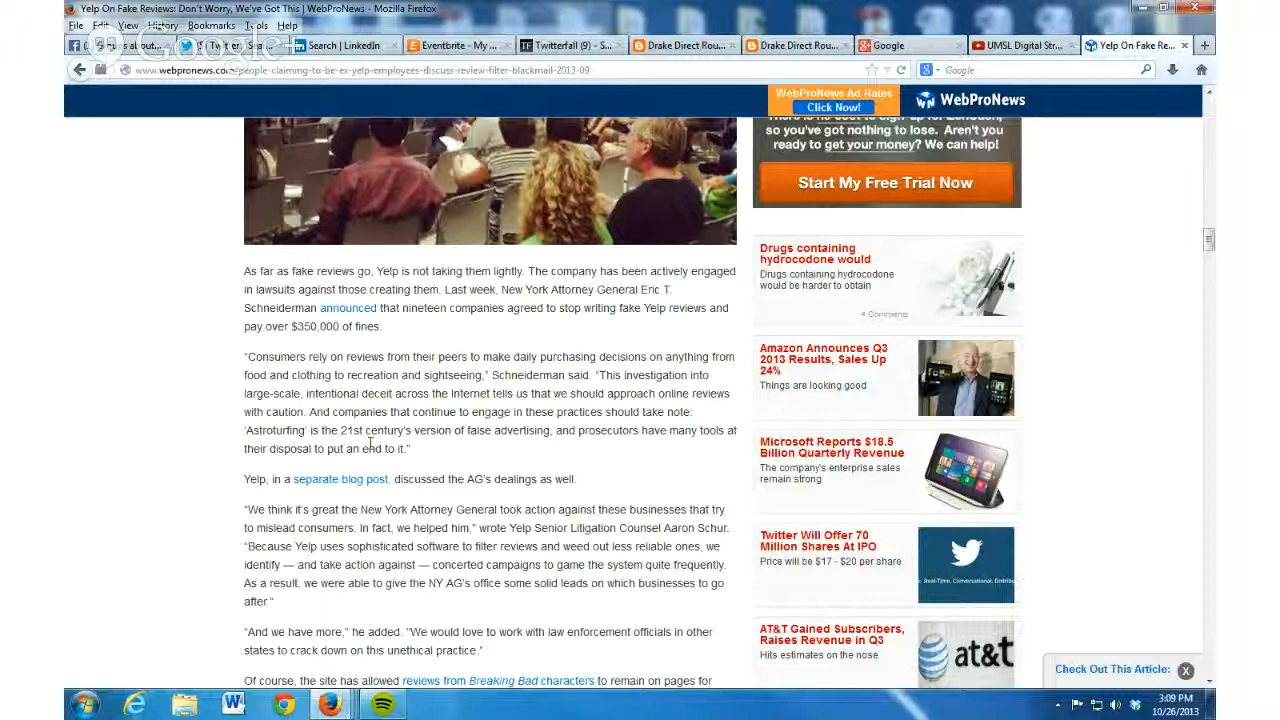 Yelp On Fake Reviews: Don't Worry, We've Got This | WebProNews - Mozilla Firefox
File Edit View History Bookmarks Tools Help
Search | LinkedIn
Eventbrite - My ...
Twitterfall (9) - S...
Drake Direct Rou...
Drake Direct Rou...
Google
UMSL Digital Str...
Yelp On Fake Re...
www.webpronews.com/people-claiming-to-be-ex-yelp-employees-discuss-review-filter-blackmail-2013-09
Google
WebProNews Ad Rates
Click Now!
WebProNews
so you've got nothing to lose. Aren't you
ready to get your money? We can help!
Start My Free Trial Now
As far as fake reviews go, Yelp is not taking them lightly. The company has been actively engaged
in lawsuits against those creating them. Last week, New York Attorney General Eric T.
Schneiderman announced that nineteen companies agreed to stop writing fake Yelp reviews and
pay over $350,000 of fines.
“Consumers rely on reviews from their peers to make daily purchasing decisions on anything from
food and clothing to recreation and sightseeing,” Schneiderman said. “This investigation into
large-scale, intentional deceit across the Internet tells us that we should approach online reviews
with caution. And companies that continue to engage in these practices should take note:
‘Astroturfing’ is the 21st century’s version of false advertising, and prosecutors have many tools at
their disposal to put an end to it.”
Yelp, in a separate blog post, discussed the AG’s dealings as well.
“We think it’s great the New York Attorney General took action against these businesses that try
to mislead consumers. In fact, we helped him,” wrote Yelp Senior Litigation Counsel Aaron Schur.
“Because Yelp uses sophisticated software to filter reviews and weed out less reliable ones, we
identify — and take action against — concerted campaigns to game the system quite frequently.
As a result, we were able to give the NY AG’s office some solid leads on which businesses to go
after.”
“And we have more,” he added. “We would love to work with law enforcement officials in other
states to crack down on this unethical practice.”
Of course, the site has allowed reviews from Breaking Bad characters to remain on pages for
Drugs containing
hydrocodone would
Drugs containing hydrocodone
would be harder to obtain
4 Comments
Amazon Announces Q3
2013 Results, Sales Up
24%
Things are looking good
Microsoft Reports $18.5
Billion Quarterly Revenue
The company's enterprise sales
remain strong
Twitter Will Offer 70
Million Shares At IPO
Price will be $17 - $20 per share
AT&T Gained Subscribers,
Raises Revenue in Q3
Hits estimates on the nose
at&t
Check Out This Article: X
3:09 PM
10/26/2013